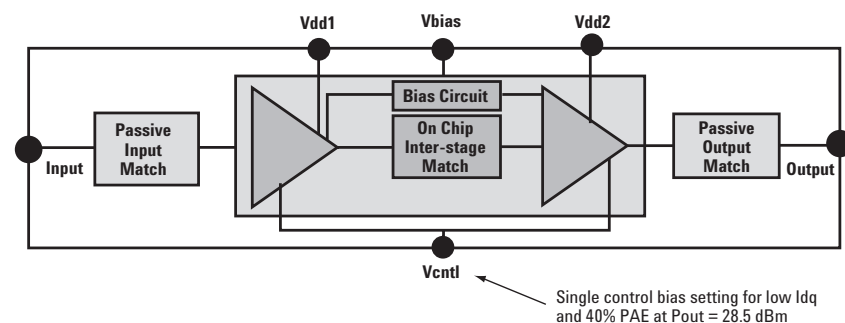 Vdd1
Vbias
Vdd2
Bias Circuit
Passive
Input
Match
On Chip
Inter-stage
Match
Passive
Output
Match
Input
Output
Vcntl
Single control bias setting for low Idq
and 40% PAE at Pout = 28.5 dBm